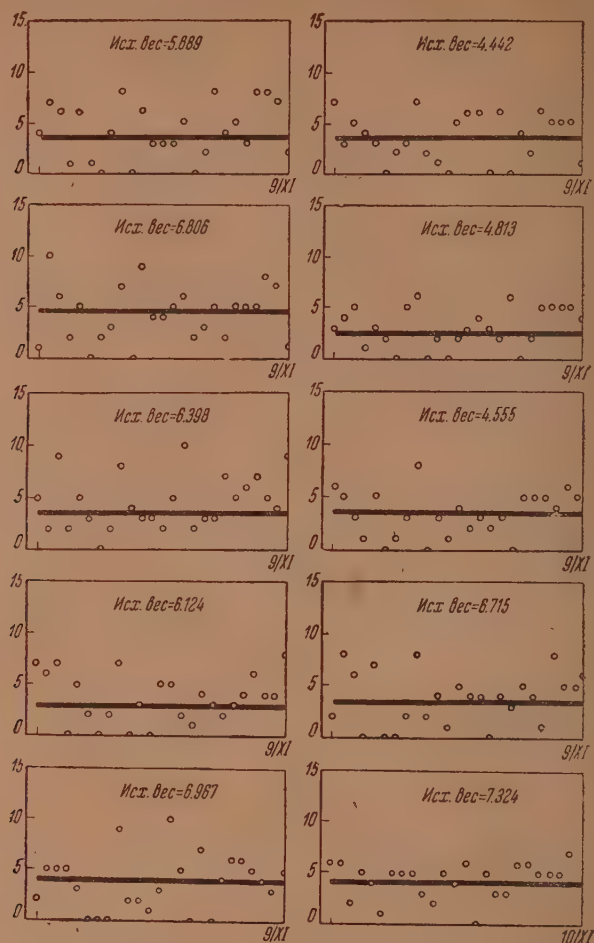 15
10
5
0
Исх. вес=5.889
9/XI
15
10
5
0
Исх. вес=4.442
9/XI
15
10
5
0
Исх. вес=6.806
9/XI
15
10
5
0
Исх. вес=4.813
9/XI
15
10
5
0
Исх. вес=6.398
9/XI
15
10
5
0
Исх. вес=4.555
9/XI
15
10
5
0
Исх. вес=6.124
9/XI
15
10
5
0
Исх. вес=6.715
9/XI
15
10
5
0
Исх. вес=6.967
9/XI
15
10
5
0
Исх. вес=7.324
10/XI